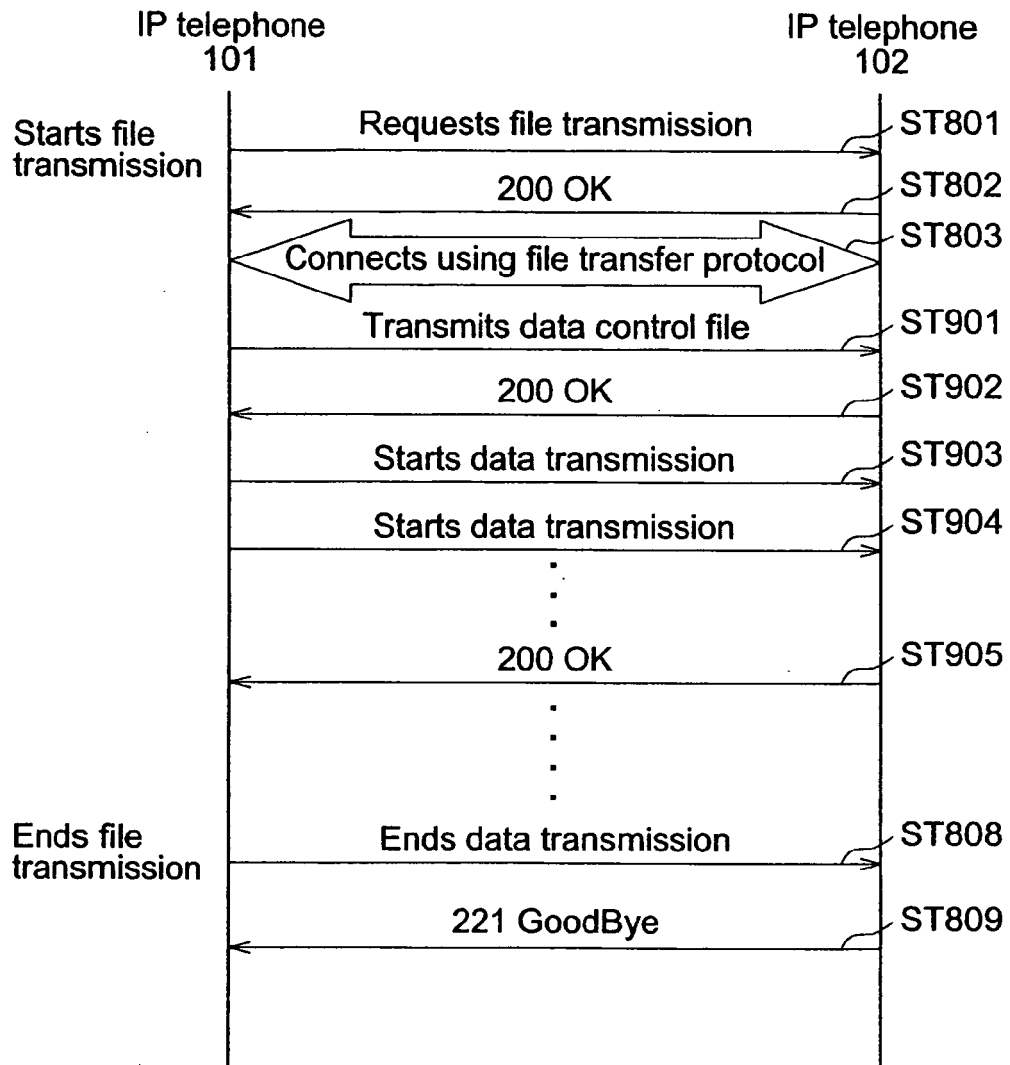 IP telephone
101
IP telephone
102
Starts file
transmission
Requests file transmission
ST801
200 OK
ST802
Connects using file transfer protocol
ST803
Transmits data control file
ST901
200 OK
ST902
Starts data transmission
ST903
Starts data transmission
ST904
200 OK
ST905
Ends file
transmission
Ends data transmission
ST808
221 GoodBye
ST809